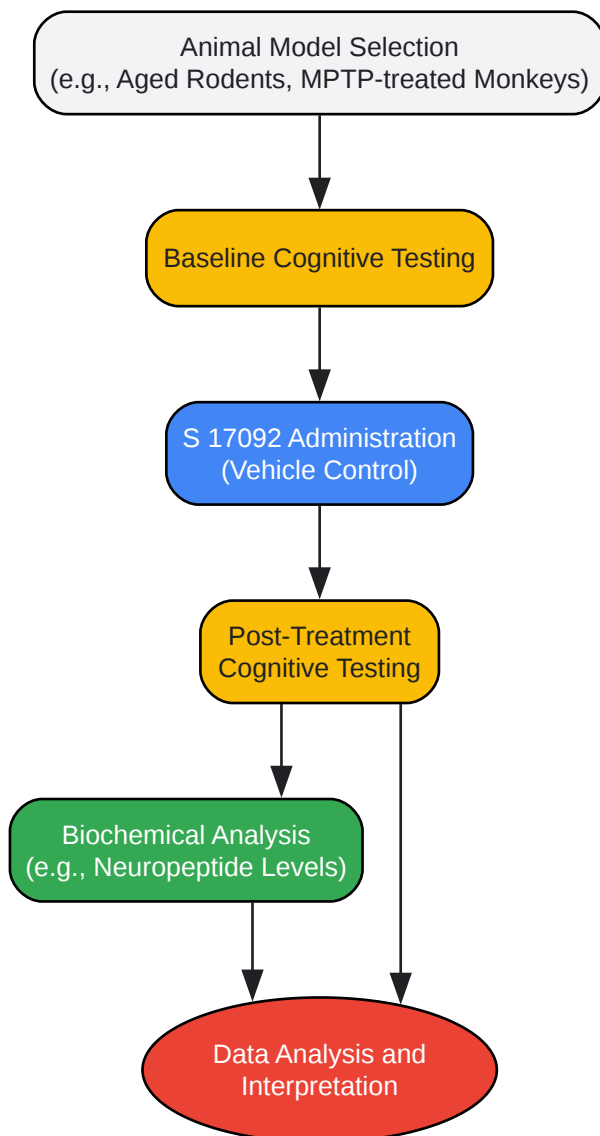 Animal Model Selection
(e.g., Aged Rodents, MPTP-treated Monkeys)
Baseline Cognitive Testing
S 17092 Administration
(Vehicle Control)
Post-Treatment
Cognitive Testing
Biochemical Analysis
(e.g., Neuropeptide Levels)
Data Analysis and
Interpretation